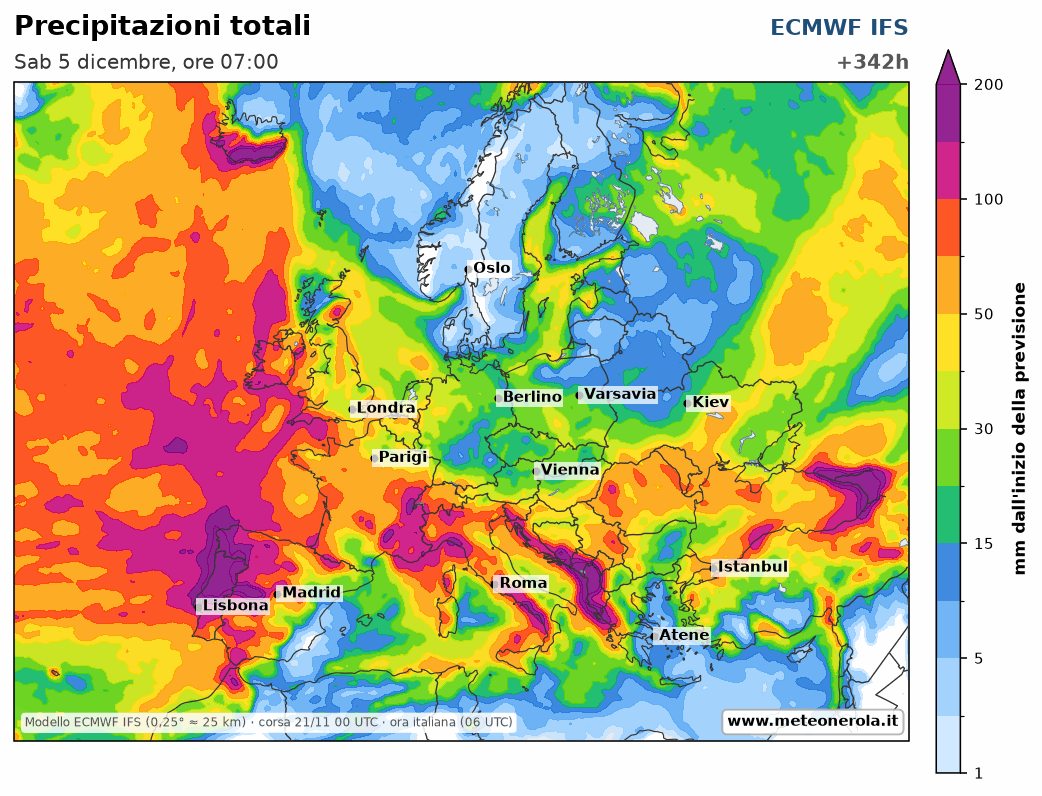 Precipitazioni totali
ECMWF IFS
Sab 5 dicembre, ore 07:00
+342h
200
100
50
30
15
5
1
mm dall'inizio della previsione
Oslo
Berlino
Varsavia
Kiev
Londra
Parigi
Vienna
Istanbul
Roma
Madrid
Lisbona
Atene
Modello ECMWF IFS (0,25° ≈ 25 km) · corsa 21/11 00 UTC · ora italiana (06 UTC)
www.meteonerola.it